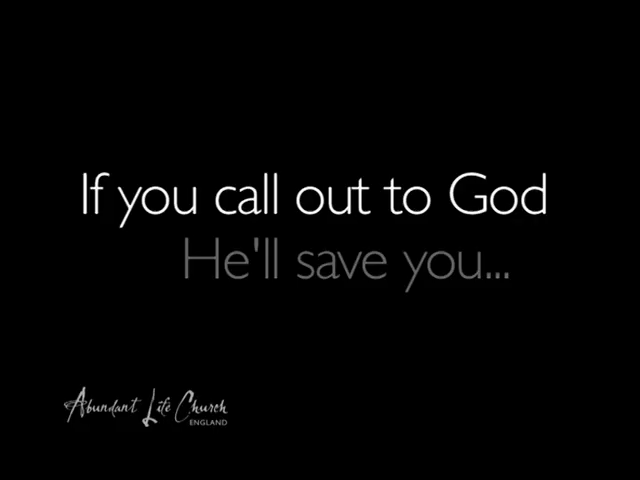 If you call out to God
He'll save you...
Abundant Life Church
ENGLAND